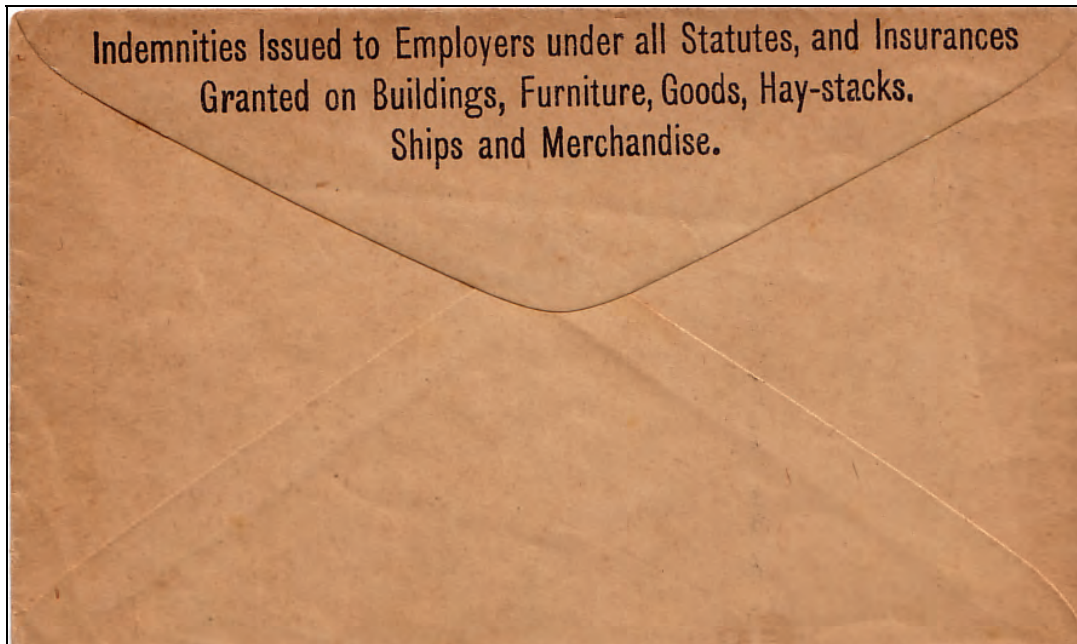 Indemnities Issued to Employers under all Statutes, and Insurances
Granted on Buildings, Furniture, Goods, Hay-stacks.
Ships and Merchandise.